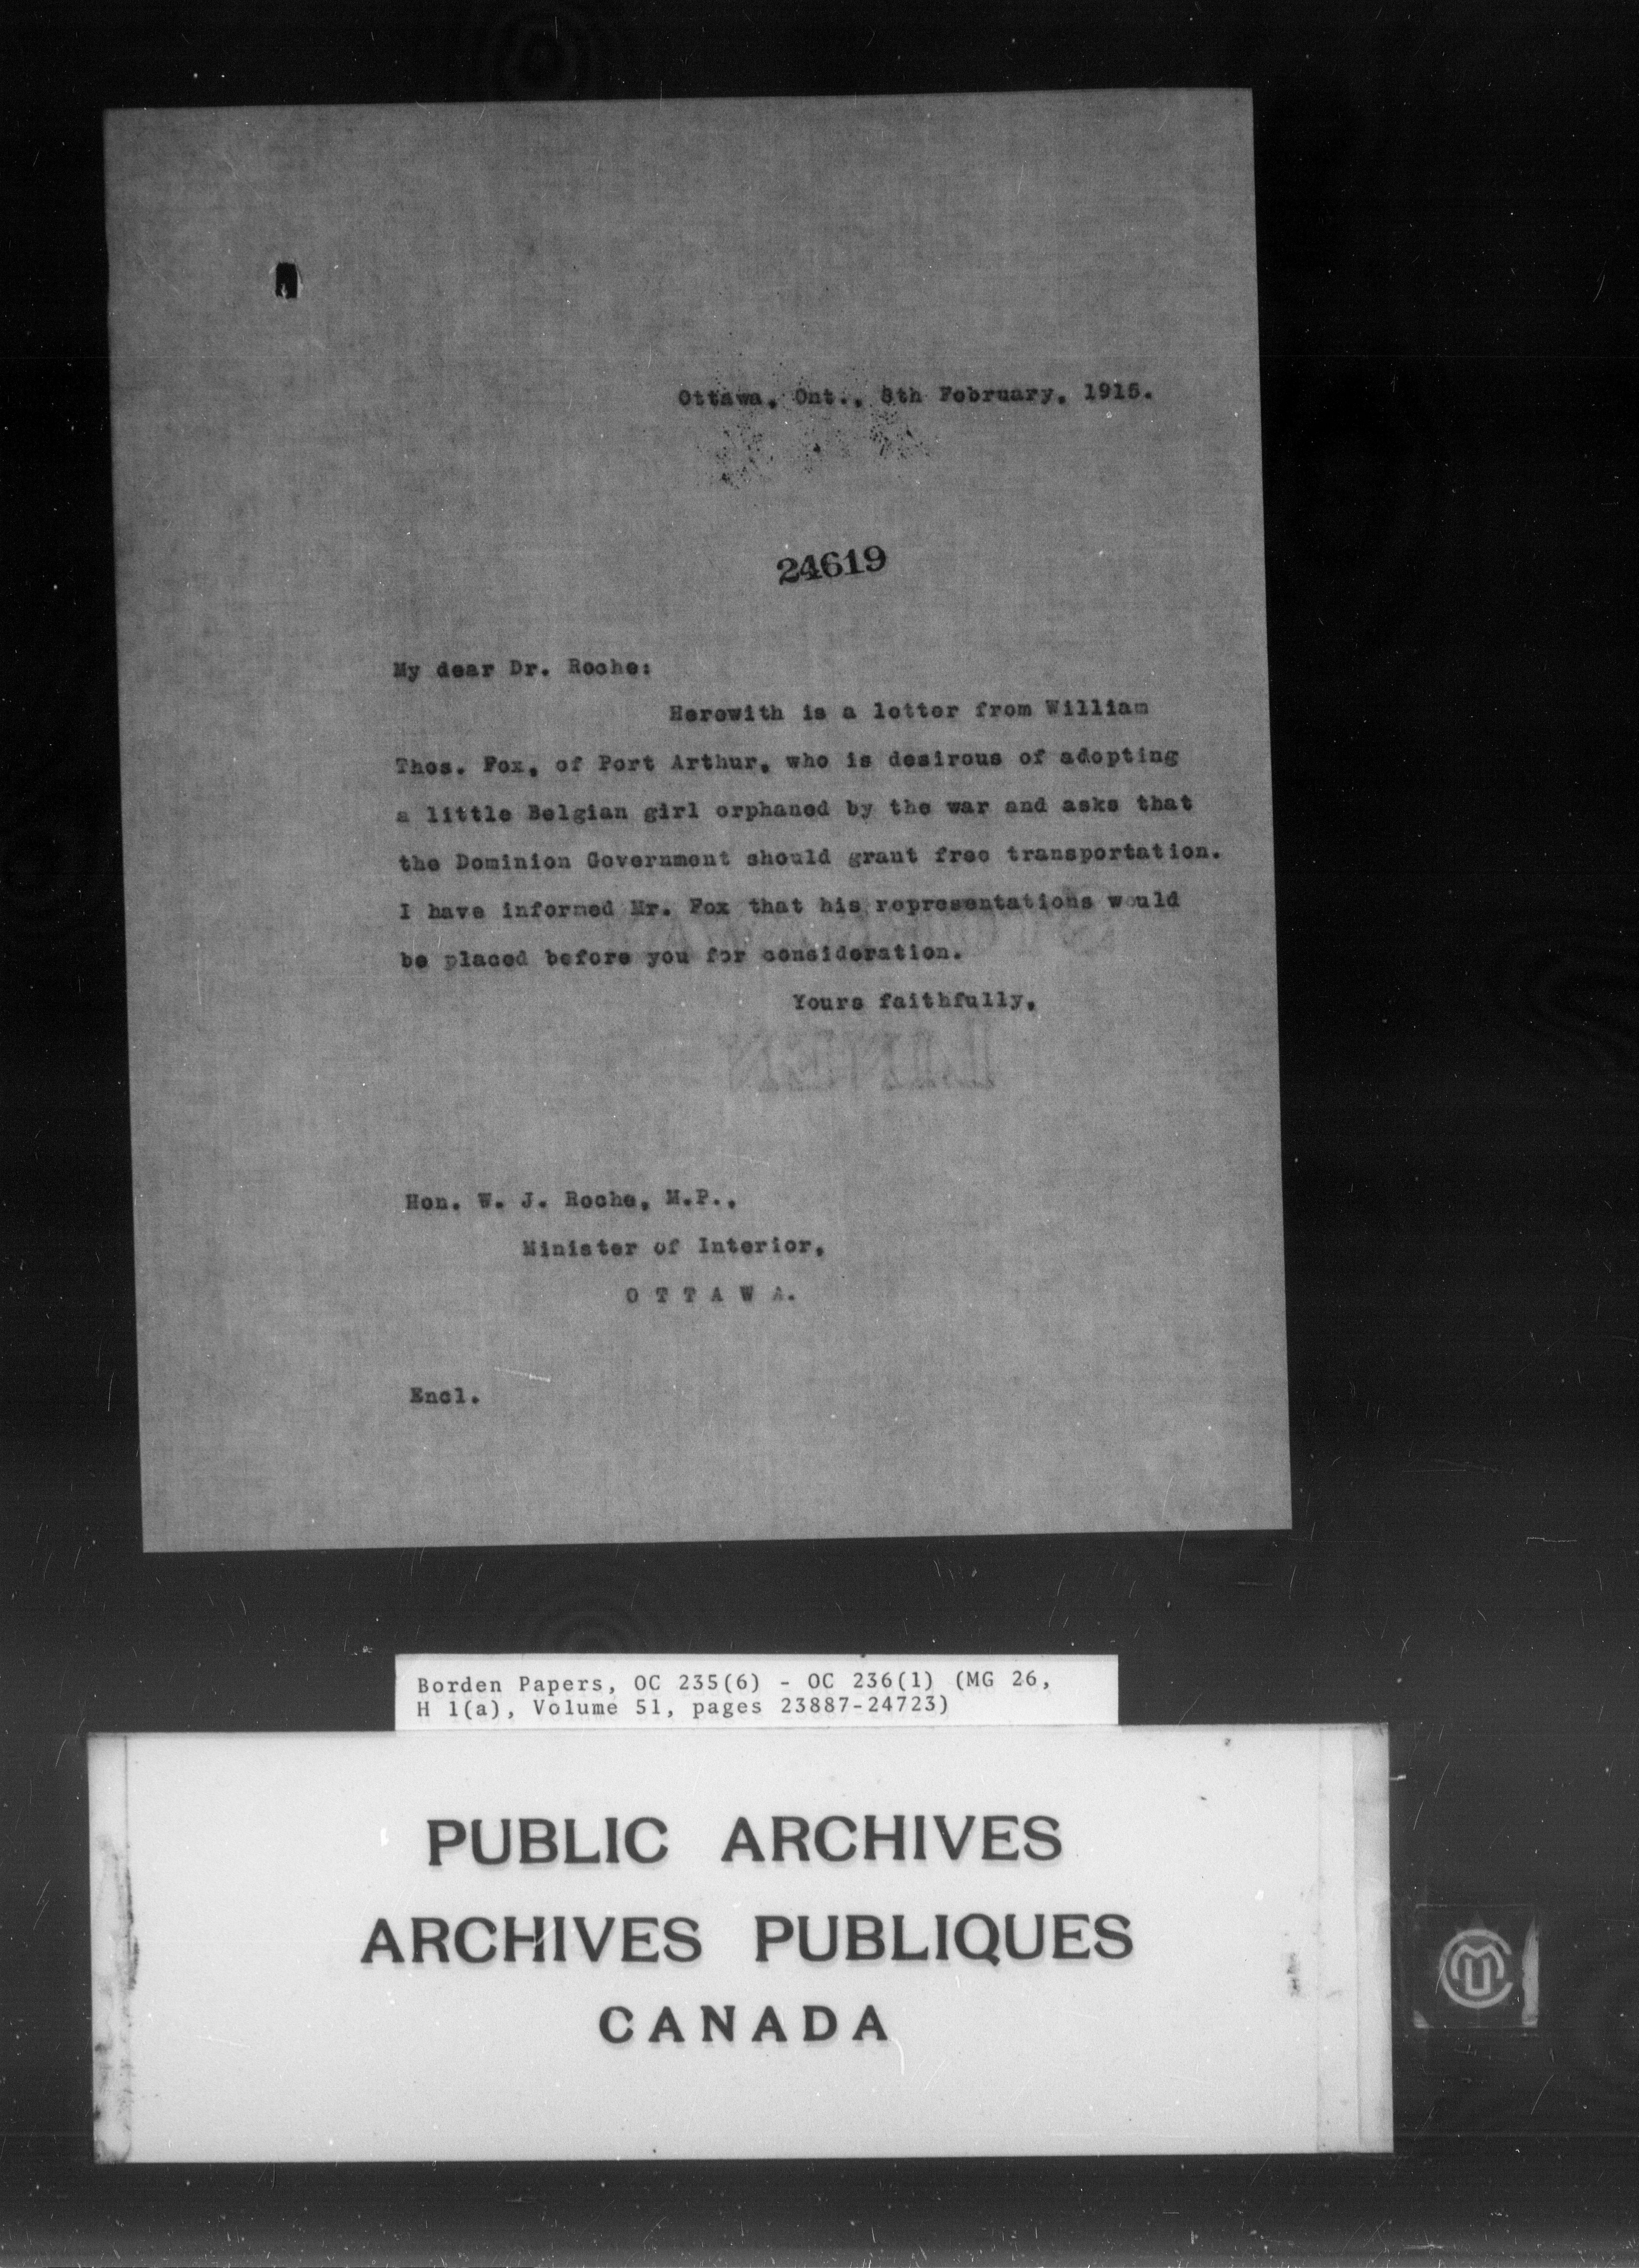 Ottawa, Ont., 8th February, 1915.
24619
My dear Dr. Roche:
Herewith is a letter from William
Thos. Fox, of Port Arthur, who is desirous of adopting
a little Belgian girl orphaned by the war and asks that
the Dominion Government should grant free transportation.
I have informed Mr. Fox that his representations would
be placed before you for consideration.
Yours faithfully,
LINEN
Hon. W. J. Roche, M.P.,
Minister of Interior,
O T T A W A.
Encl.
Borden Papers, OC 235(6) - OC 236(1) (MG 26,
H 1(a), Volume 51, pages 23887-24723)
PUBLIC ARCHIVES
ARCHIVES PUBLIQUES
CANADA